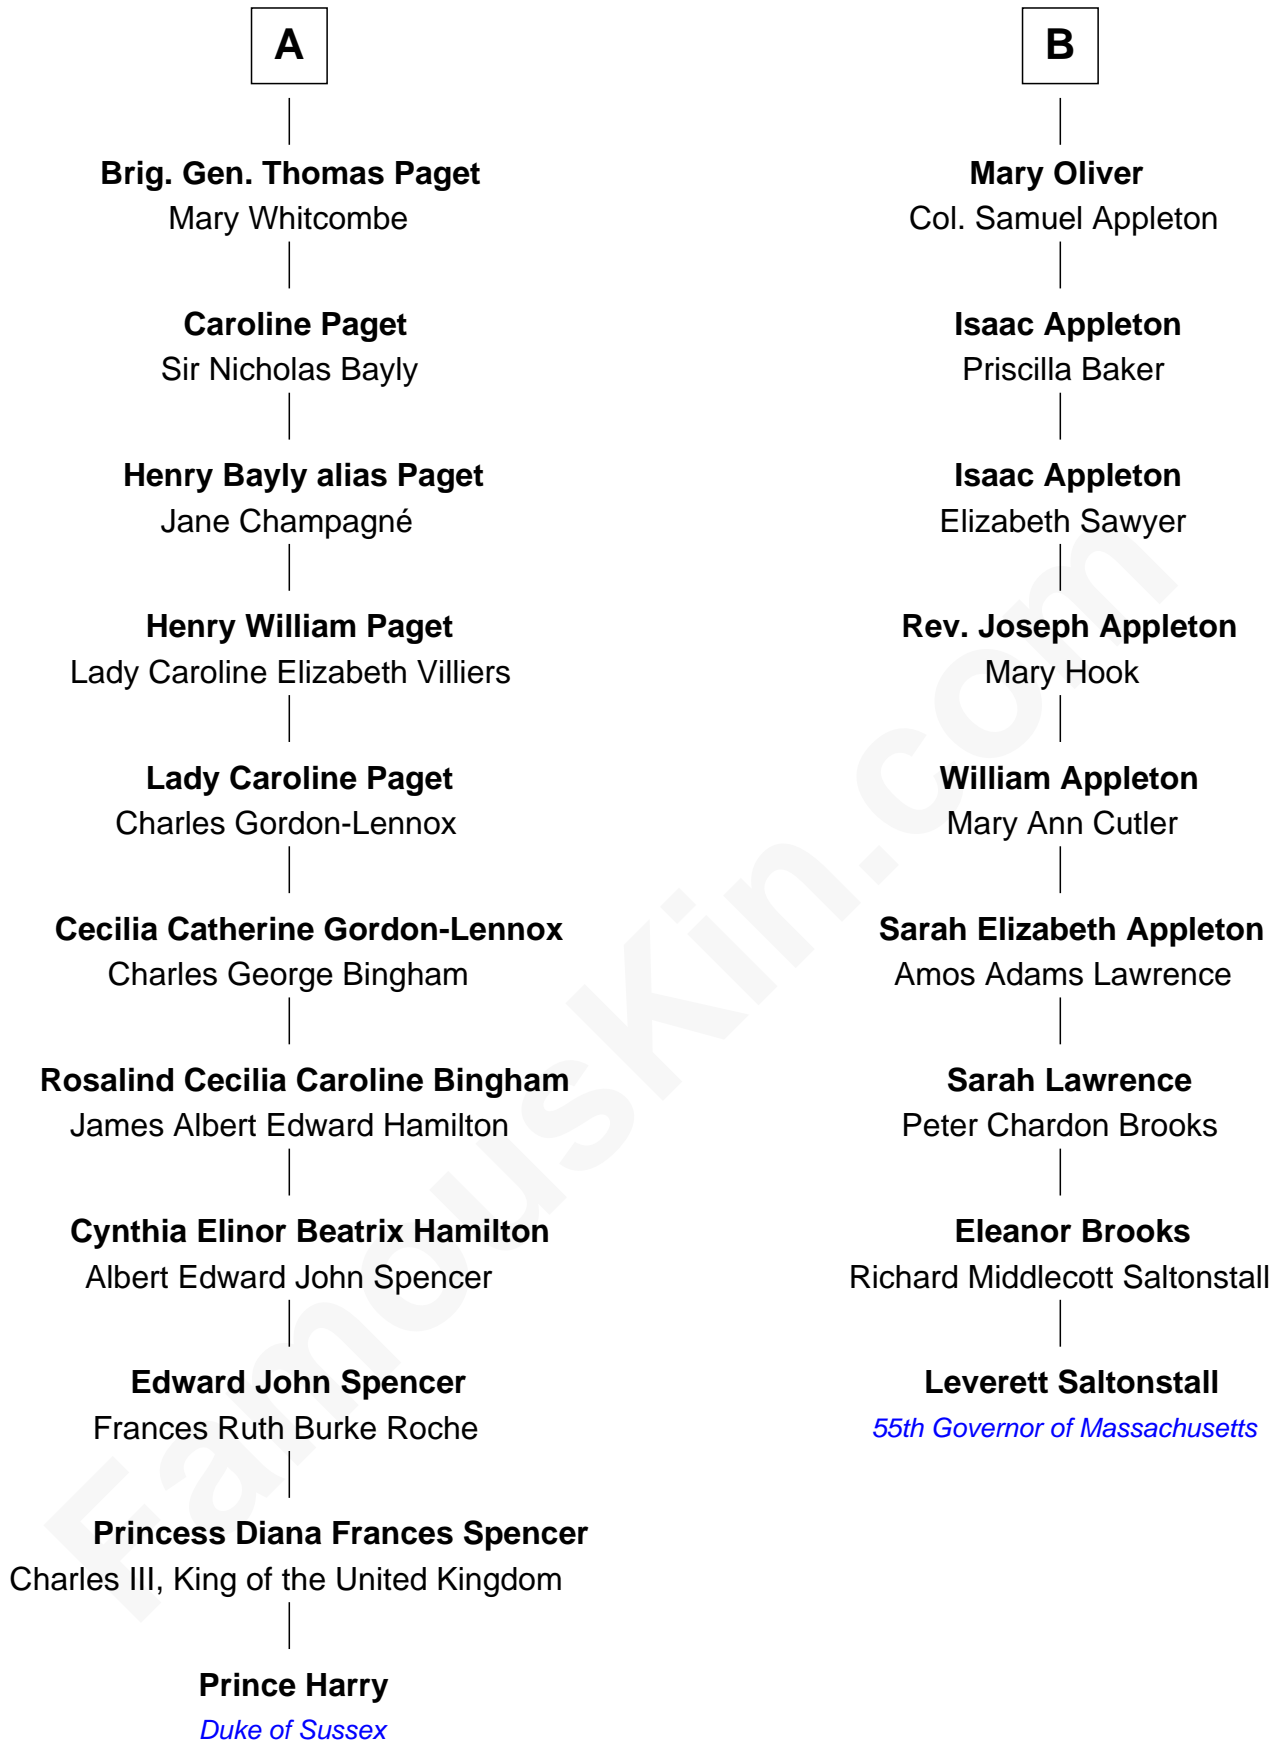 A
Brig. Gen. Thomas Paget
Mary Whitcombe
Caroline Paget
Sir Nicholas Bayly
Henry Bayly alias Paget
Jane Champagné
Henry William Paget
Lady Caroline Elizabeth Villiers
Lady Caroline Paget
Charles Gordon-Lennox
Cecilia Catherine Gordon-Lennox
Charles George Bingham
Rosalind Cecilia Caroline Bingham
James Albert Edward Hamilton
Cynthia Elinor Beatrix Hamilton
Albert Edward John Spencer
Edward John Spencer
Frances Ruth Burke Roche
Princess Diana Frances Spencer
Charles III, King of the United Kingdom
Prince Harry
Duke of Sussex
B
Mary Oliver
Col. Samuel Appleton
Isaac Appleton
Priscilla Baker
Isaac Appleton
Elizabeth Sawyer
Rev. Joseph Appleton
Mary Hook
William Appleton
Mary Ann Cutler
Sarah Elizabeth Appleton
Amos Adams Lawrence
Sarah Lawrence
Peter Chardon Brooks
Eleanor Brooks
Richard Middlecott Saltonstall
Leverett Saltonstall
55th Governor of Massachusetts
FamousKin.com